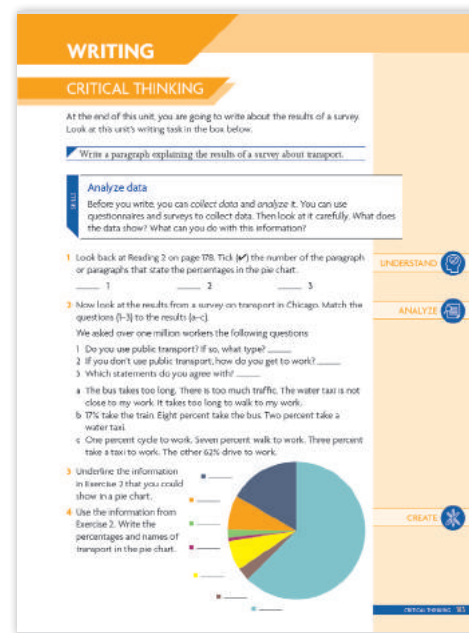 WRITING
CRITICAL THINKING
At the end of this unit, you are going to write about the results of a survey.
Look at this unit's writing task in the box below.
Write a paragraph explaining the results of a survey about transport.
SKILLS
Analyze data
Before you write, you can collect data and analyze it. You can use
questionnaires and surveys to collect data. Then look at it carefully. What does
the data show? What can you do with this information?
1 Look back at Reading 2 on page 178. Tick (✔) the number of the paragraph
or paragraphs that state the percentages in the pie chart.
_____ 1 _____ 2 _____ 3
UNDERSTAND
2 Now look at the results from a survey on transport in Chicago. Match the
questions (1–3) to the results (a–c).
ANALYZE
We asked over one million workers the following questions:
1 Do you use public transport? If so, what type? _____
2 If you don't use public transport, how do you get to work? _____
3 Which statements do you agree with? _____
a The bus takes too long. There is too much traffic. The water taxi is not
close to my work. It takes too long to walk to my work.
b 17% take the train. Eight percent take the bus. Two percent take a
water taxi.
c One percent cycle to work. Seven percent walk to work. Three percent
take a taxi to work. The other 62% drive to work.
3 Underline the information
in Exercise 2 that you could
show in a pie chart.
4 Use the information from
Exercise 2. Write the
percentages and names of
transport in the pie chart.
CREATE
CRITICAL THINKING 183